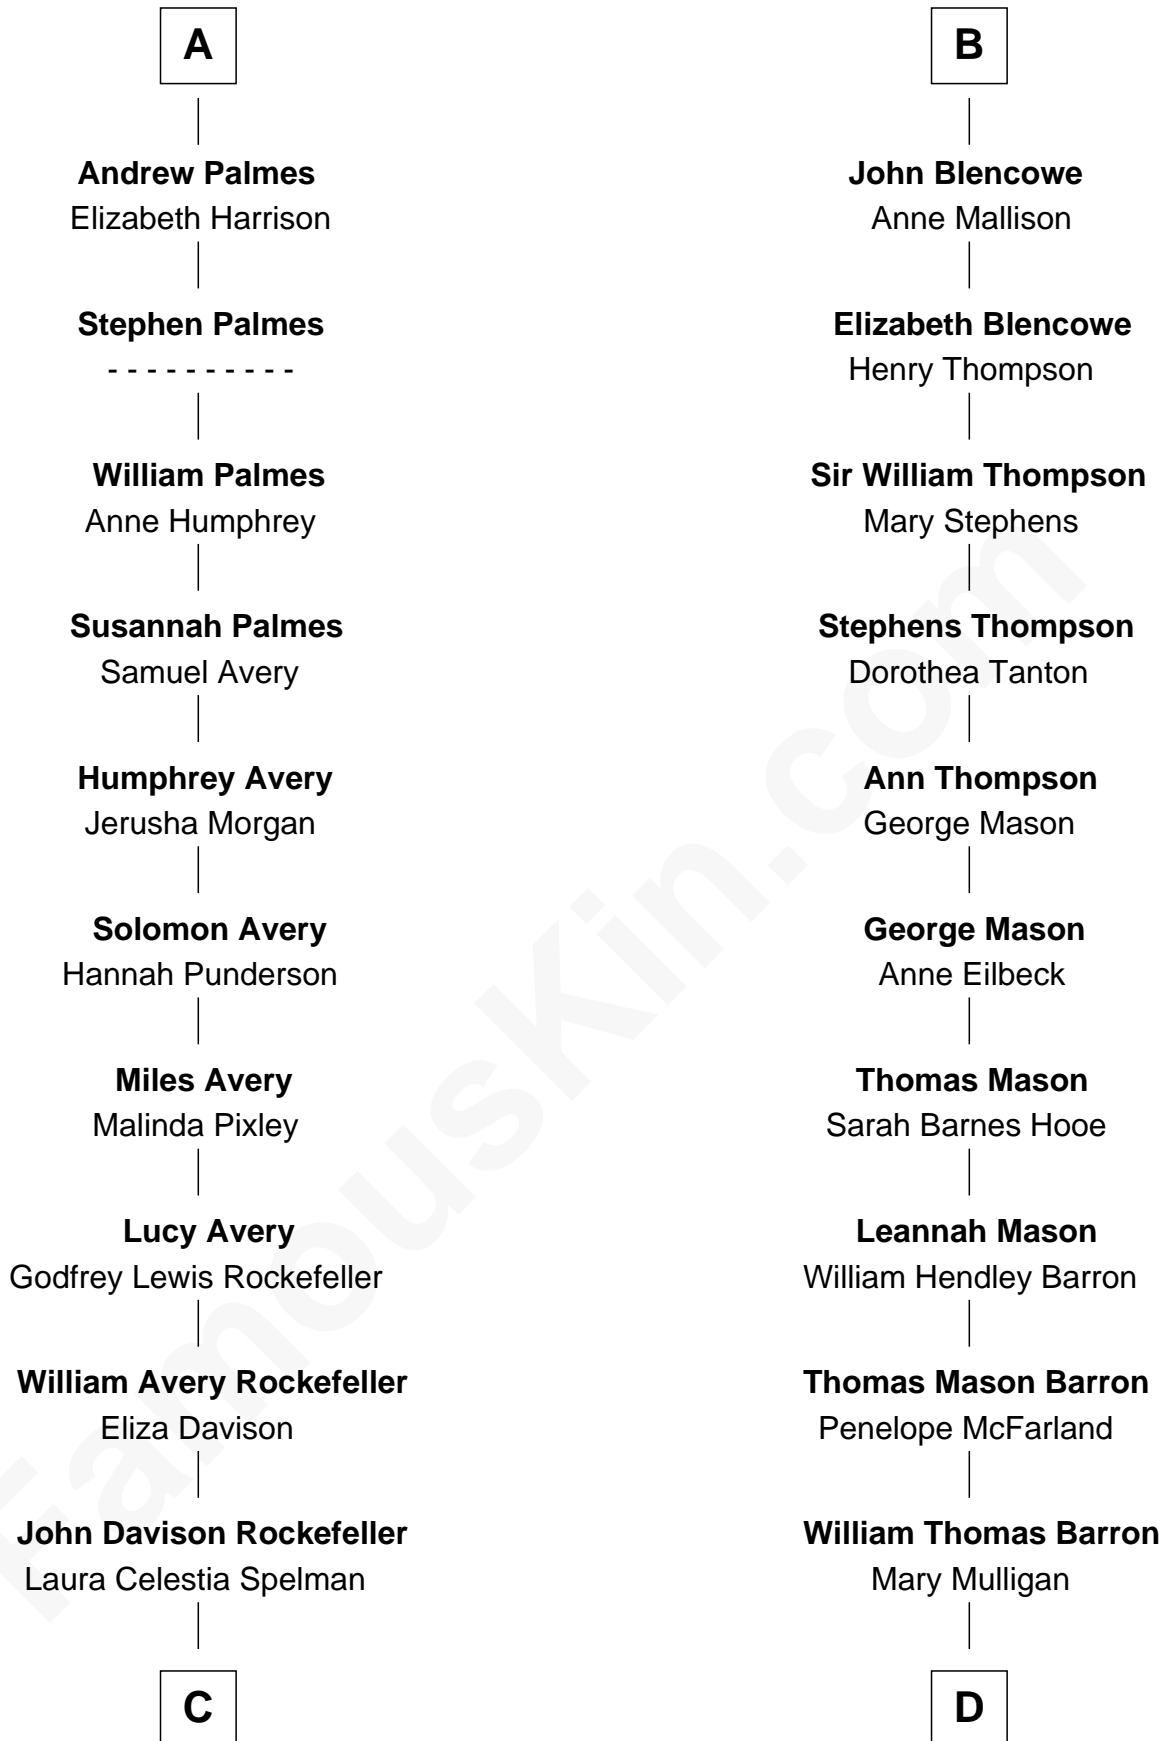 A
Andrew Palmes
Elizabeth Harrison
Stephen Palmes
- - - - - - - - - -
William Palmes
Anne Humphrey
Susannah Palmes
Samuel Avery
Humphrey Avery
Jerusha Morgan
Solomon Avery
Hannah Punderson
Miles Avery
Malinda Pixley
Lucy Avery
Godfrey Lewis Rockefeller
William Avery Rockefeller
Eliza Davison
John Davison Rockefeller
Laura Celestia Spelman
C
B
John Blencowe
Anne Mallison
Elizabeth Blencowe
Henry Thompson
Sir William Thompson
Mary Stephens
Stephens Thompson
Dorothea Tanton
Ann Thompson
George Mason
George Mason
Anne Eilbeck
Thomas Mason
Sarah Barnes Hooe
Leannah Mason
William Hendley Barron
Thomas Mason Barron
Penelope McFarland
William Thomas Barron
Mary Mulligan
D
FamousKin.com